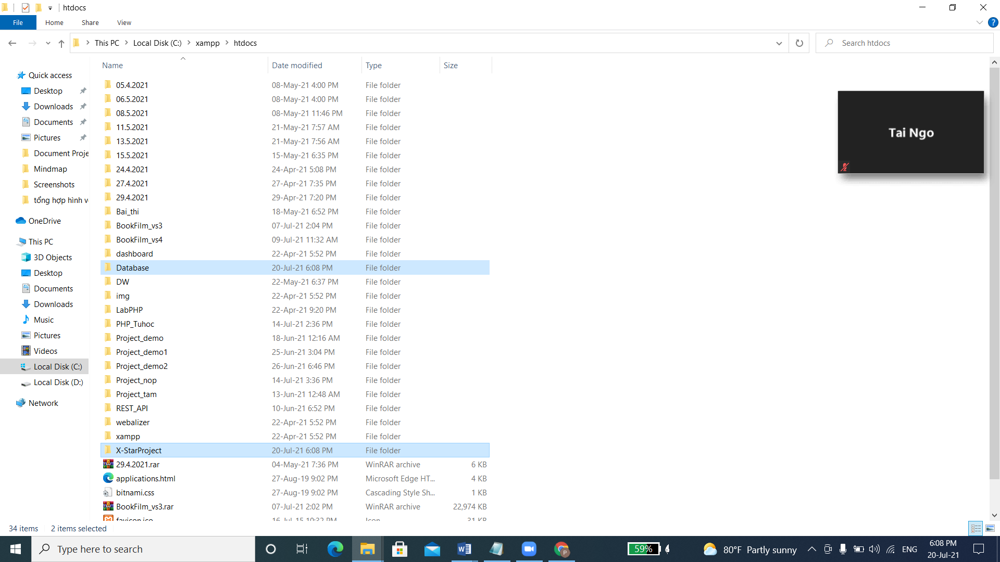 htdocs
File Home Share View
This PC Local Disk (C:) xampp htdocs
Search htdocs
Name Date modified Type Size
Quick access
Desktop
Downloads
Documents
Pictures
Document Proje
Mindmap
Screenshots
tổng hợp hình v
OneDrive
This PC
3D Objects
Desktop
Documents
Downloads
Music
Pictures
Videos
Local Disk (C:)
Local Disk (D:)
Network
05.4.2021 08-May-21 4:00 PM File folder
06.5.2021 08-May-21 4:00 PM File folder
08.5.2021 08-May-21 11:46 PM File folder
11.5.2021 21-May-21 7:57 AM File folder
13.5.2021 21-May-21 7:56 AM File folder
15.5.2021 15-May-21 6:35 PM File folder
24.4.2021 24-Apr-21 5:08 PM File folder
27.4.2021 27-Apr-21 7:35 PM File folder
29.4.2021 29-Apr-21 7:20 PM File folder
Bai_thi 18-May-21 6:52 PM File folder
BookFilm_vs3 07-Jul-21 2:04 PM File folder
BookFilm_vs4 09-Jul-21 11:32 AM File folder
dashboard 22-Apr-21 5:52 PM File folder
Database 20-Jul-21 6:08 PM File folder
DW 22-May-21 6:37 PM File folder
img 22-Apr-21 5:52 PM File folder
LabPHP 22-Apr-21 9:20 PM File folder
PHP_Tuhoc 14-Jul-21 2:36 PM File folder
Project_demo 18-Jun-21 12:16 AM File folder
Project_demo1 25-Jun-21 3:04 PM File folder
Project_demo2 26-Jun-21 6:46 PM File folder
Project_nop 14-Jul-21 3:36 PM File folder
Project_tam 13-Jun-21 12:48 AM File folder
REST_API 10-Jun-21 6:52 PM File folder
webalizer 22-Apr-21 5:52 PM File folder
xampp 22-Apr-21 5:52 PM File folder
X-StarProject 20-Jul-21 6:08 PM File folder
29.4.2021.rar 04-May-21 7:36 PM WinRAR archive 6 KB
applications.html 27-Aug-19 9:02 PM Microsoft Edge HT... 4 KB
bitnami.css 27-Aug-19 9:02 PM Cascading Style Sh... 1 KB
BookFilm_vs3.rar 07-Jul-21 2:02 PM WinRAR archive 22,974 KB
favicon.ico 16-Jul-15 10:32 PM Icon 31 KB
Tai Ngo
34 items 2 items selected
Type here to search
59%
80°F Partly sunny
ENG
6:08 PM
20-Jul-21